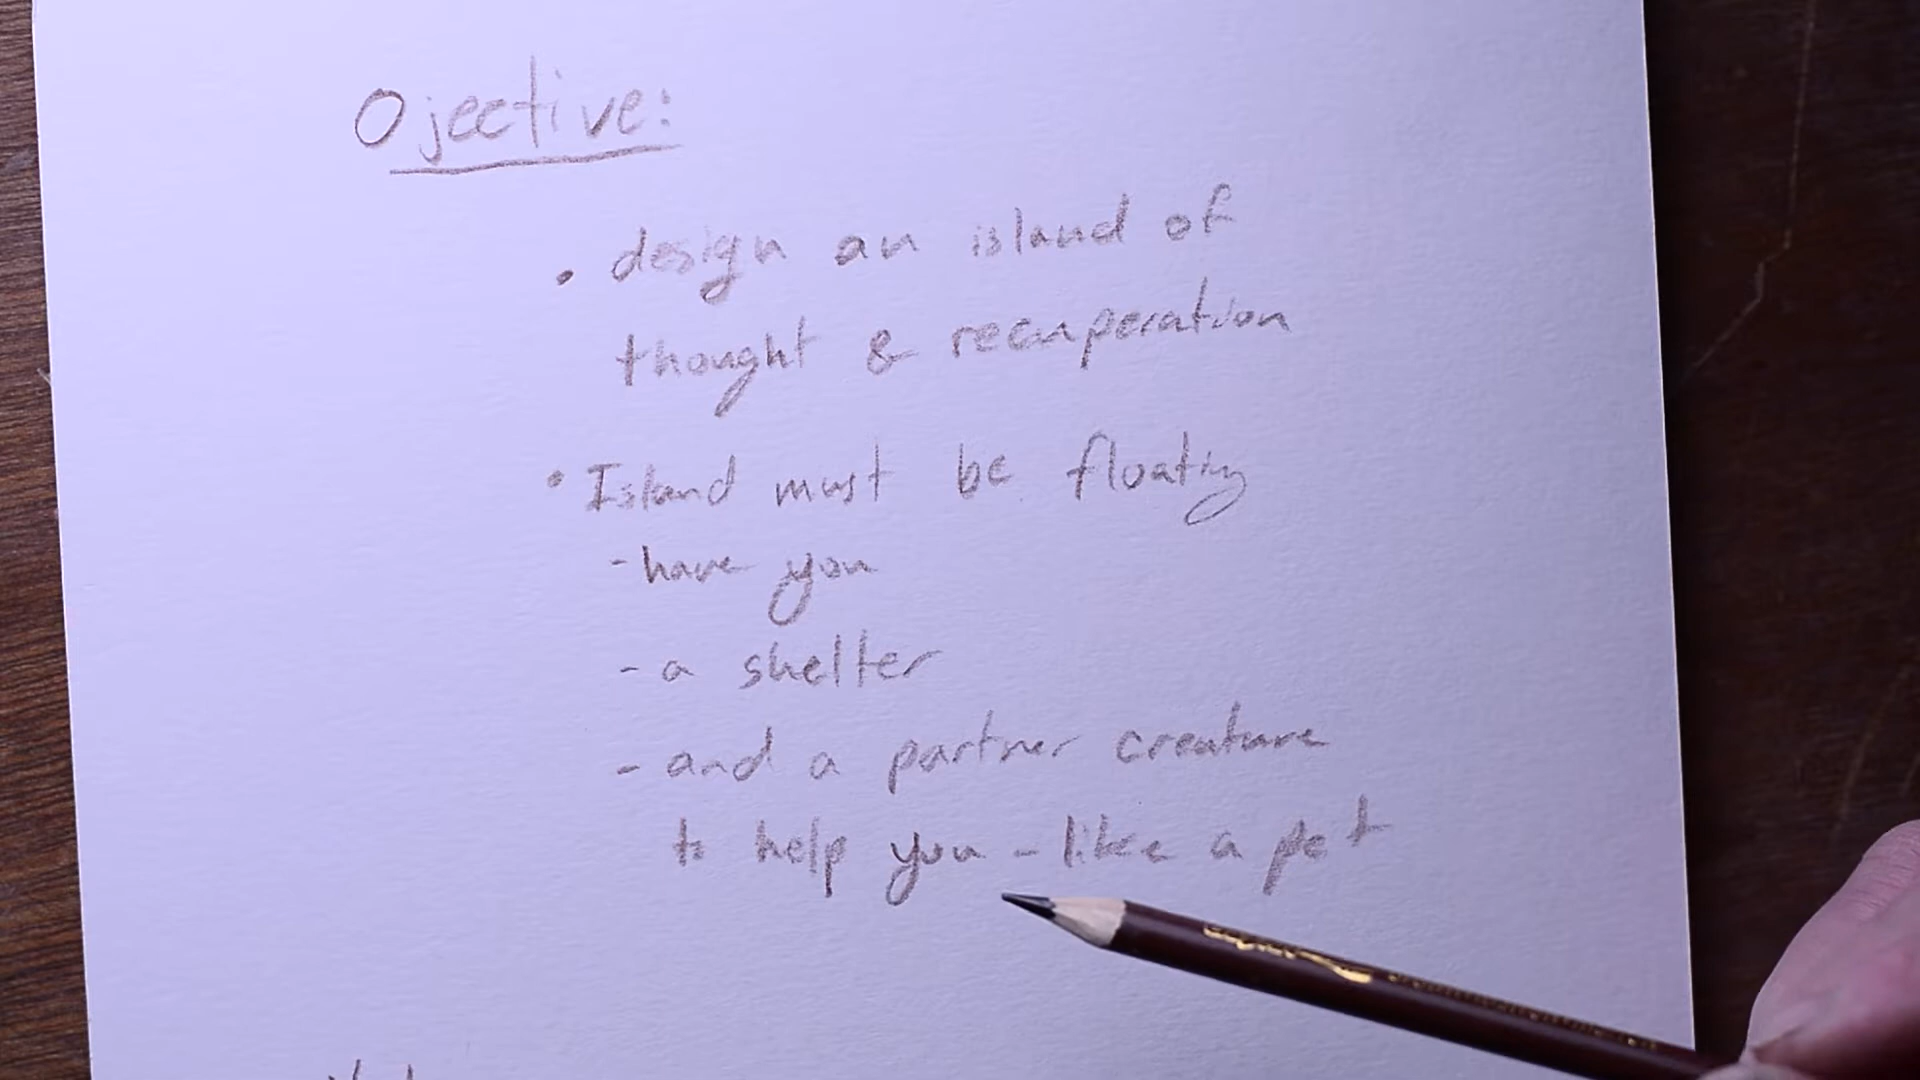 Ojective:
• design an island of
thought & recuperation
• Island must be floating
- have you
- a shelter
- and a partner creature
to help you - like a pet